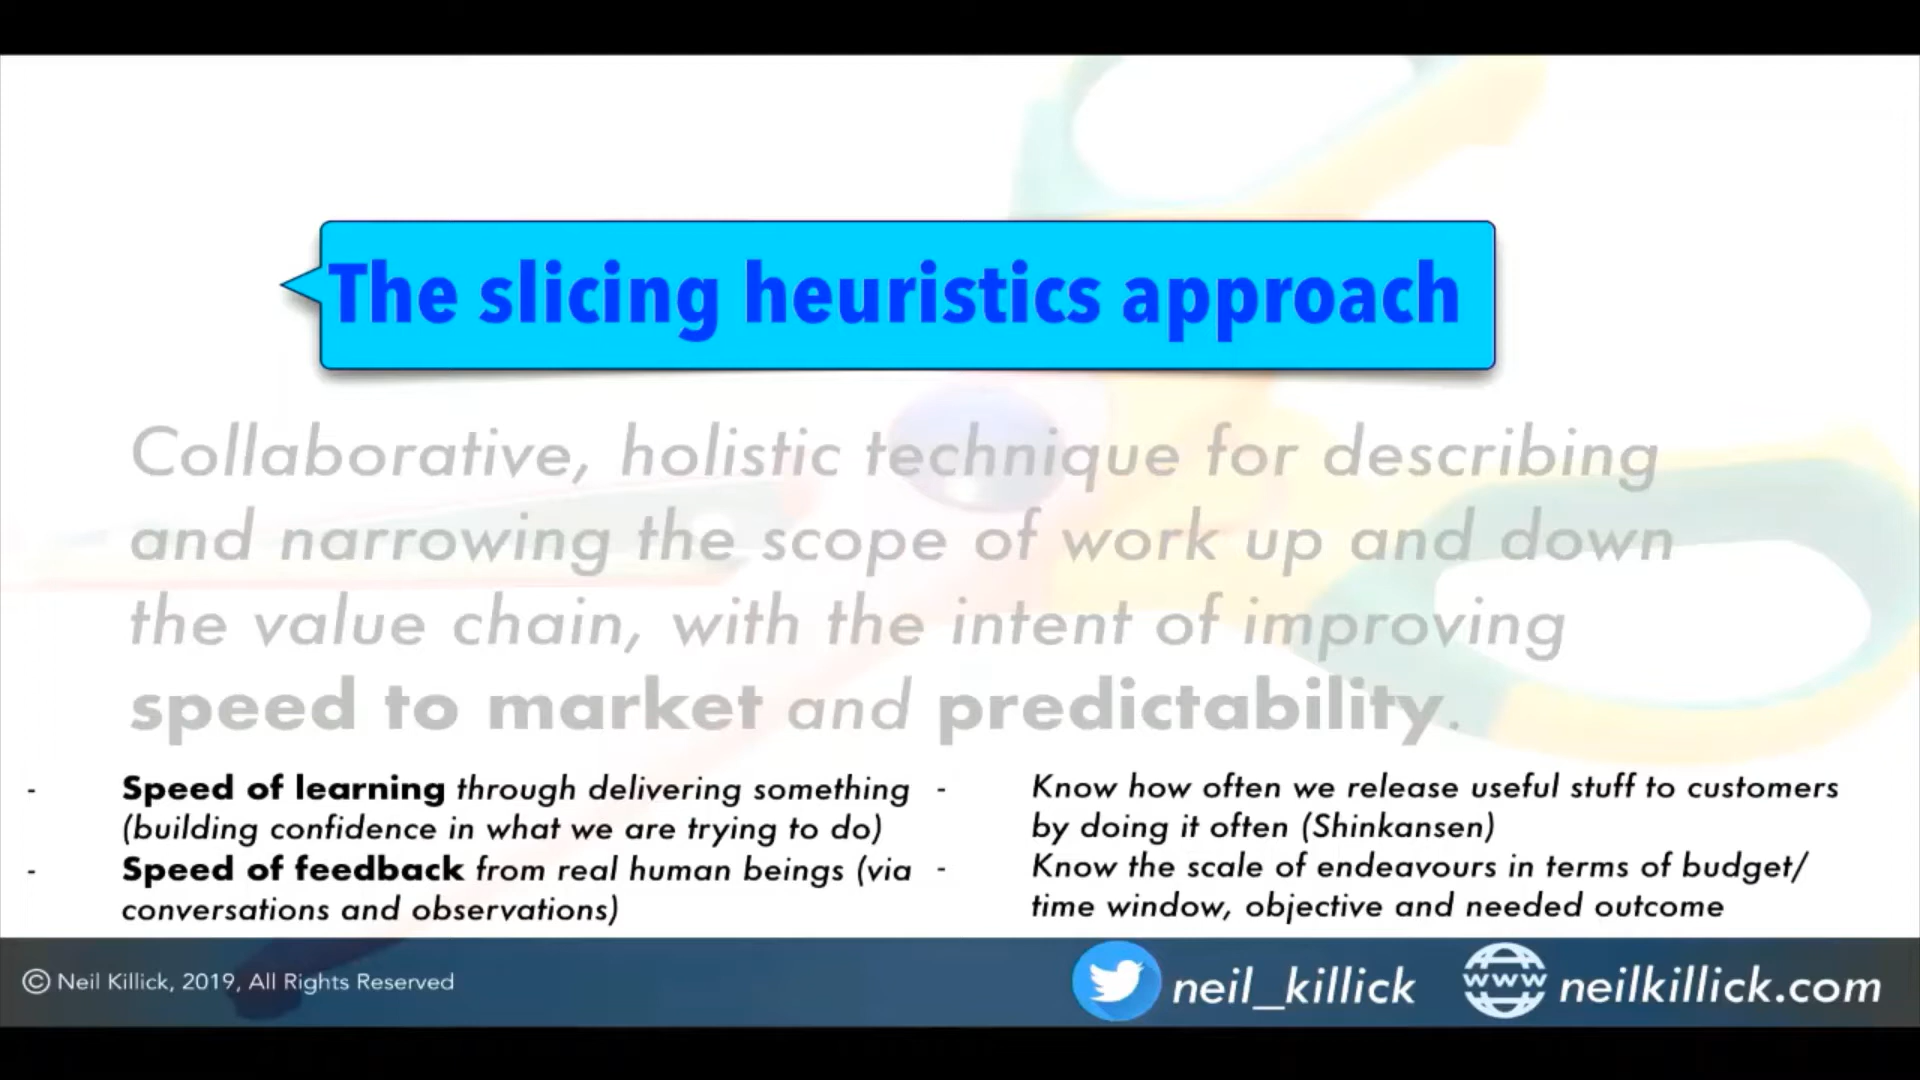 The slicing heuristics approach
Collaborative, holistic technique for describing
and narrowing the scope of work up and down
the value chain, with the intent of improving
speed to market and predictability.
- Speed of learning through delivering something
(building confidence in what we are trying to do)
- Speed of feedback from real human beings (via
conversations and observations)
- Know how often we release useful stuff to customers
by doing it often (Shinkansen)
- Know the scale of endeavours in terms of budget/
time window, objective and needed outcome
© Neil Killick, 2019, All Rights Reserved
neil_killick
www neilkillick.com